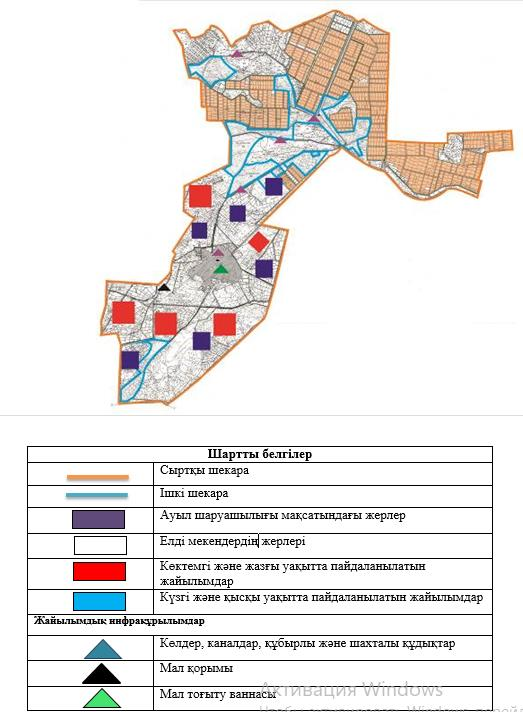 Шартты белгілер
Сыртқы шекара
Ішкі шекара
Ауыл шаруашылығы мақсатындағы жерлер
Елді мекендердің жерлері
Көктемгі және жазғы уақытта пайдаланылатын
жайылымдар
Күзгі және қысқы уақытта пайдаланылатын жайылымдар
Жайылымдық инфрақұрылымдар
Көлдер, каналдар, құбырлы және шахталы құдықтар
Мал қорымы
Активация Windows
Мал тоғыту ваннасы